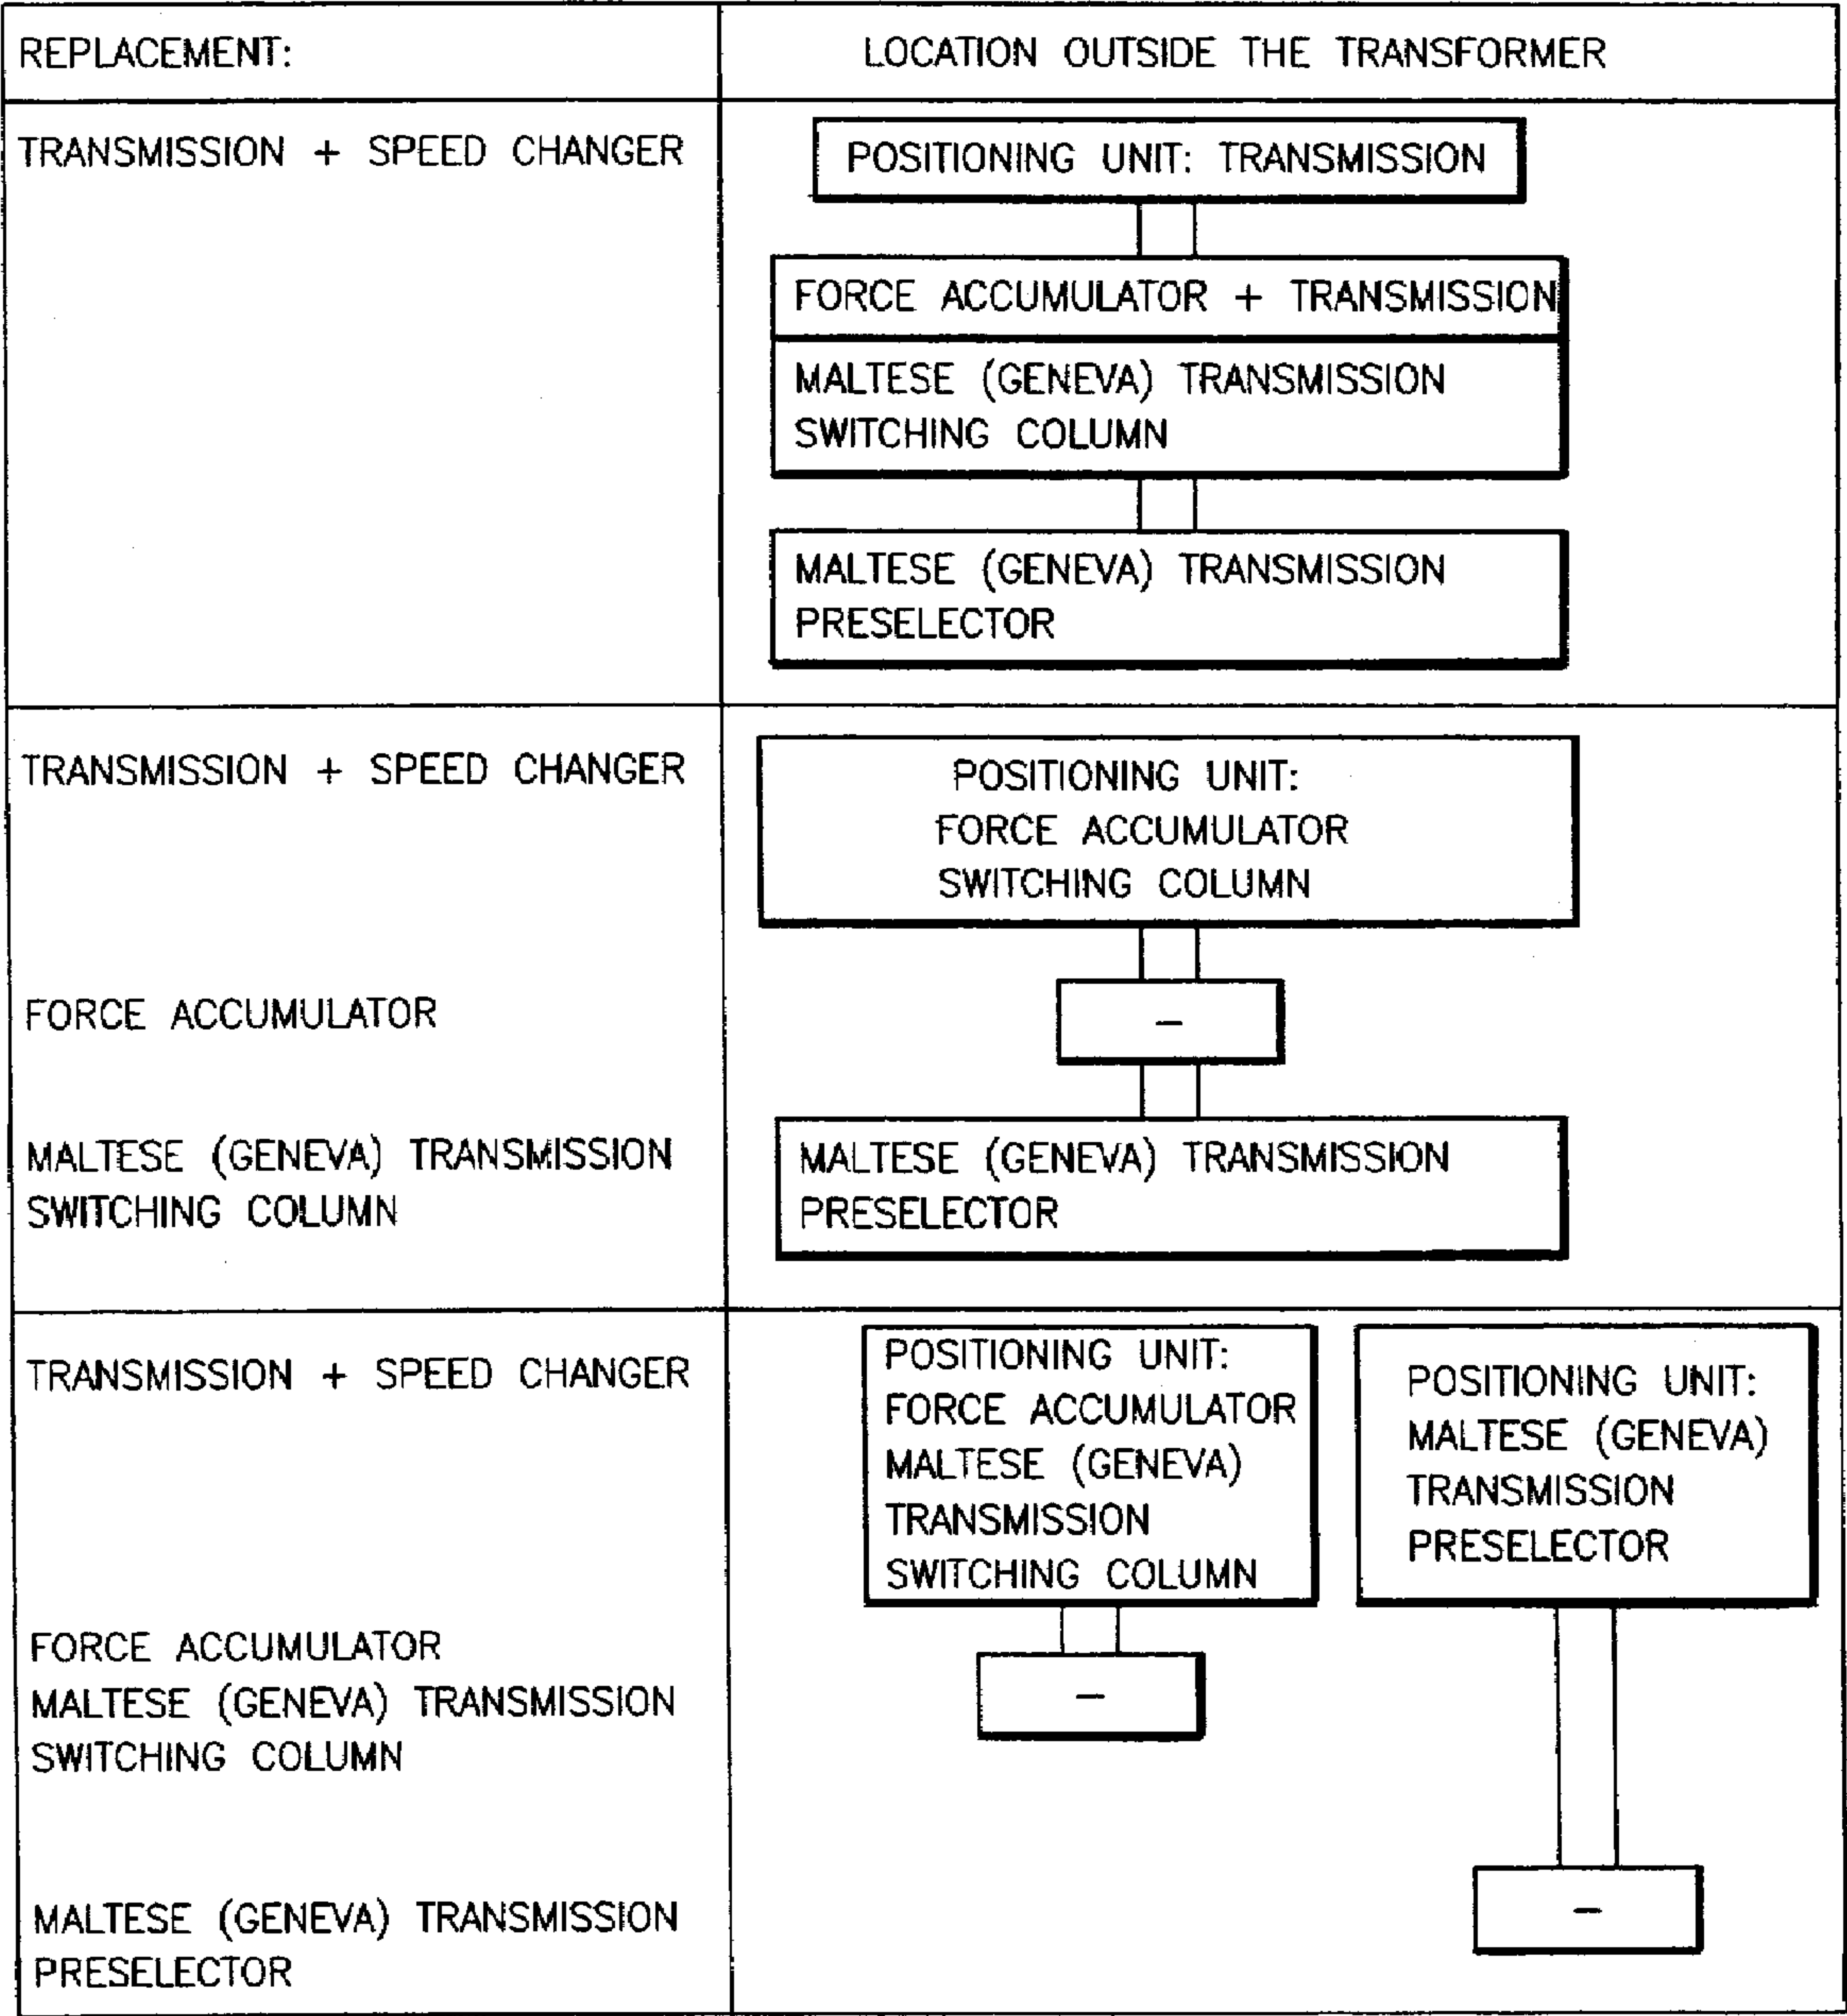 REPLACEMENT:
LOCATION OUTSIDE THE TRANSFORMER
TRANSMISSION + SPEED CHANGER
POSITIONING UNIT: TRANSMISSION
FORCE ACCUMULATOR + TRANSMISSION
MALTESE (GENEVA) TRANSMISSION
SWITCHING COLUMN
MALTESE (GENEVA) TRANSMISSION
PRESELECTOR
TRANSMISSION + SPEED CHANGER
POSITIONING UNIT:
FORCE ACCUMULATOR
SWITCHING COLUMN
FORCE ACCUMULATOR
–
MALTESE (GENEVA) TRANSMISSION
SWITCHING COLUMN
MALTESE (GENEVA) TRANSMISSION
PRESELECTOR
TRANSMISSION + SPEED CHANGER
POSITIONING UNIT:
FORCE ACCUMULATOR
MALTESE (GENEVA)
TRANSMISSION
SWITCHING COLUMN
POSITIONING UNIT:
MALTESE (GENEVA)
TRANSMISSION
PRESELECTOR
FORCE ACCUMULATOR
MALTESE (GENEVA) TRANSMISSION
SWITCHING COLUMN
–
MALTESE (GENEVA) TRANSMISSION
PRESELECTOR
–